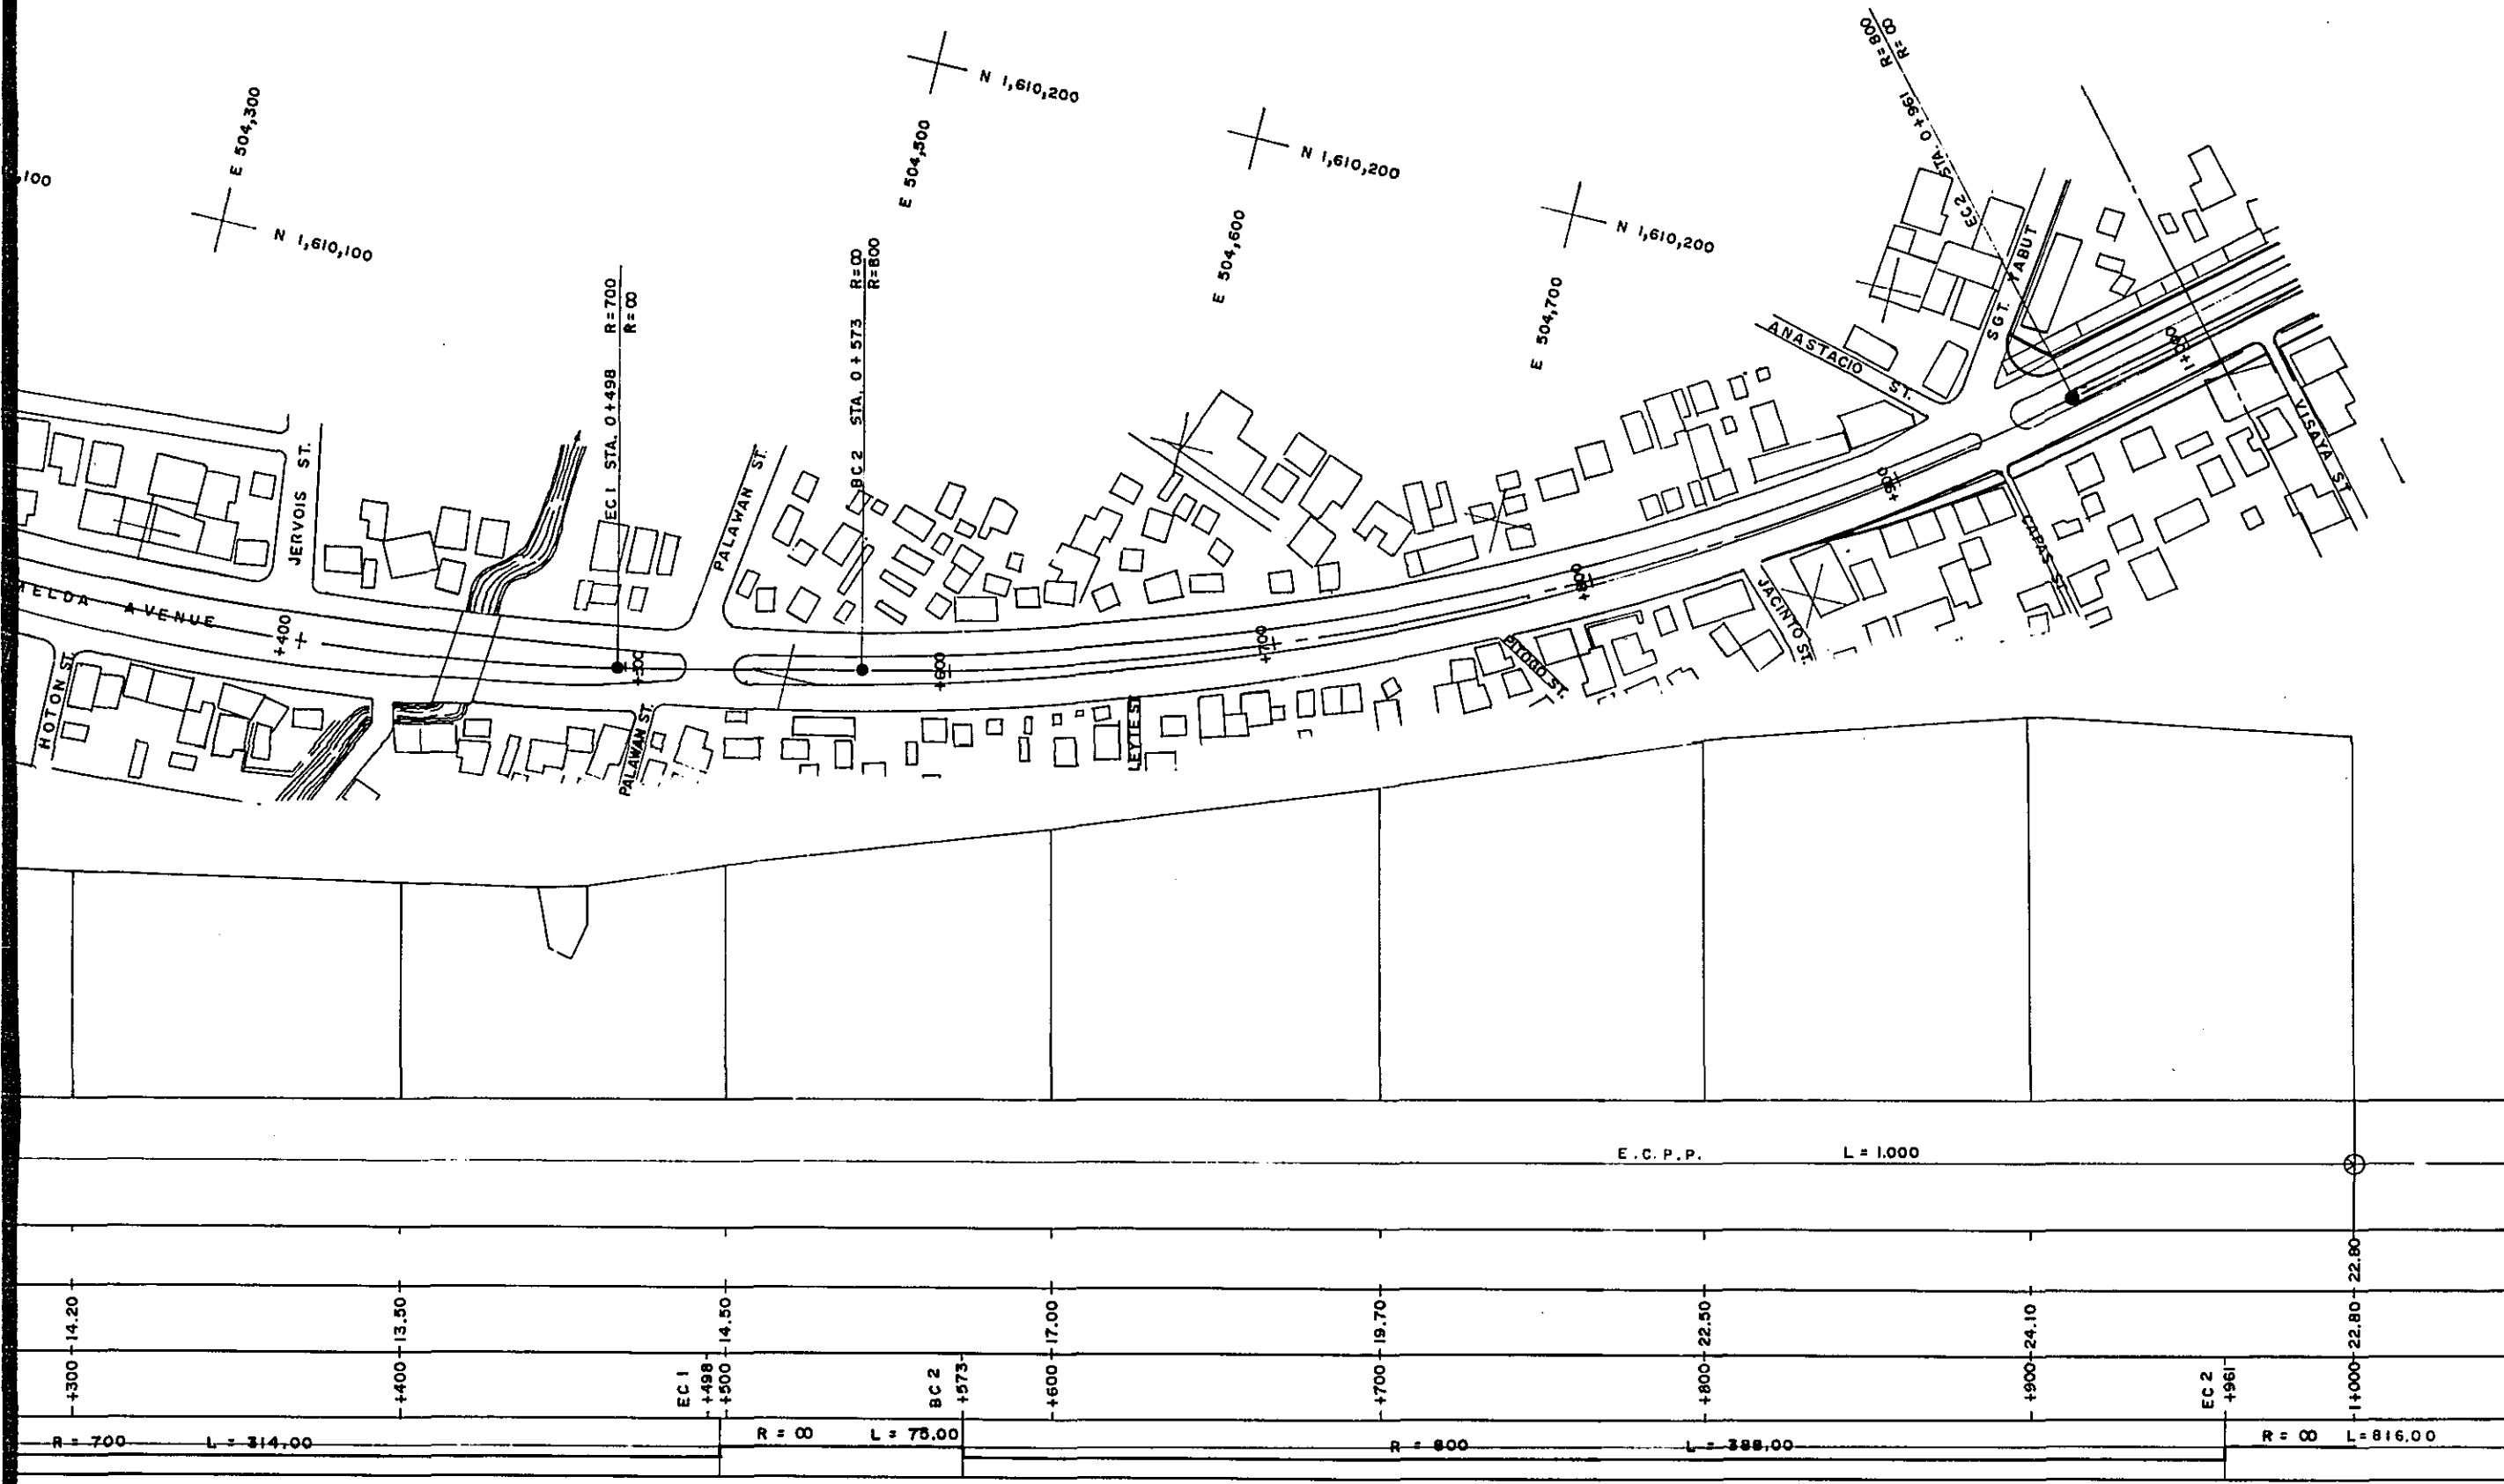 ,100
E 504,300
N 1,610,100
N 1,610,200
E 504,500
N 1,610,200
E 504,600
N 1,610,200
E 504,700
EC 1 STA. 0+498 R=700
R=∞
BC 2 STA. 0+573 R=∞
R=800
EC 2 STA. 0+961 R=800
R=∞
JERVOIS ST.
PALAWAN ST.
ANASTACIO ST.
SGT. YABUT
MELDA AVENUE
HOTON ST.
PALAWAN ST.
LEYTE ST
PITOGO ST.
JACINTO ST.
CAPAS ST.
VISAYA ST
+400
+500
+600
+700
+800
+900
E.C.P.P. L = 1.000
22.80
14.20
13.50
14.50
17.00
19.70
22.50
24.10
22.80
+300
+400
EC 1
+498
+500
BC 2
+573
+600
+700
+800
+900
EC 2
+961
1+000
R = 700 L = 314.00
R = ∞ L = 75.00
R = 800 L = 388.00
R = ∞ L = 816.00